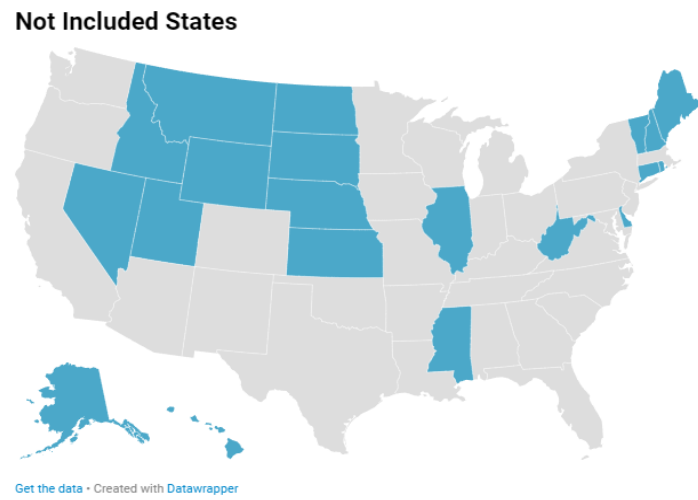 Not Included States
Get the data • Created with Datawrapper